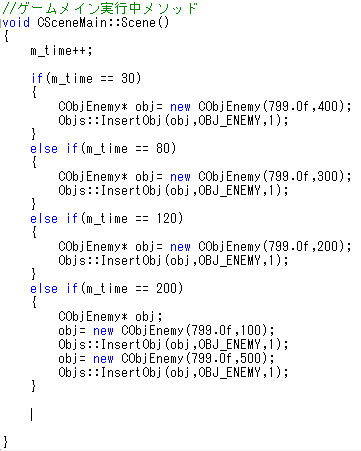 //ゲームメイン実行中メソッド
void CSceneMain::Scene()
{
m_time++;
if(m_time == 30)
{
CObjEnemy* obj= new CObjEnemy(799.0f,400);
Objs::InsertObj(obj,OBJ_ENEMY,1);
}
else if(m_time == 80)
{
CObjEnemy* obj= new CObjEnemy(799.0f,300);
Objs::InsertObj(obj,OBJ_ENEMY,1);
}
else if(m_time == 120)
{
CObjEnemy* obj= new CObjEnemy(799.0f,200);
Objs::InsertObj(obj,OBJ_ENEMY,1);
}
else if(m_time == 200)
{
CObjEnemy* obj;
obj= new CObjEnemy(799.0f,100);
Objs::InsertObj(obj,OBJ_ENEMY,1);
obj= new CObjEnemy(799.0f,500);
Objs::InsertObj(obj,OBJ_ENEMY,1);
}
}